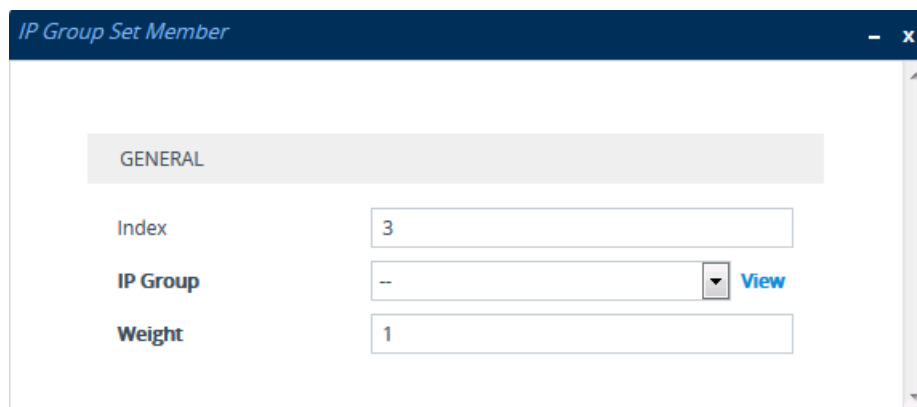 IP Group Set Member – x
GENERAL
Index 3
IP Group -- View
Weight 1